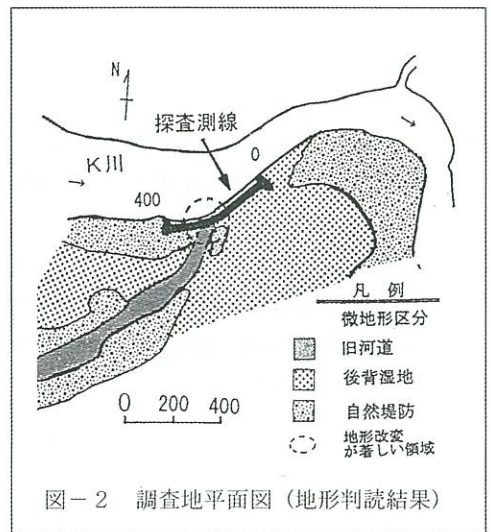 N
探査測線
0
K川
400
凡 例
微地形区分
旧河道
後背湿地
自然堤防
地形改変
が著しい領域
0 200 400
図-2 調査地平面図（地形判読結果）